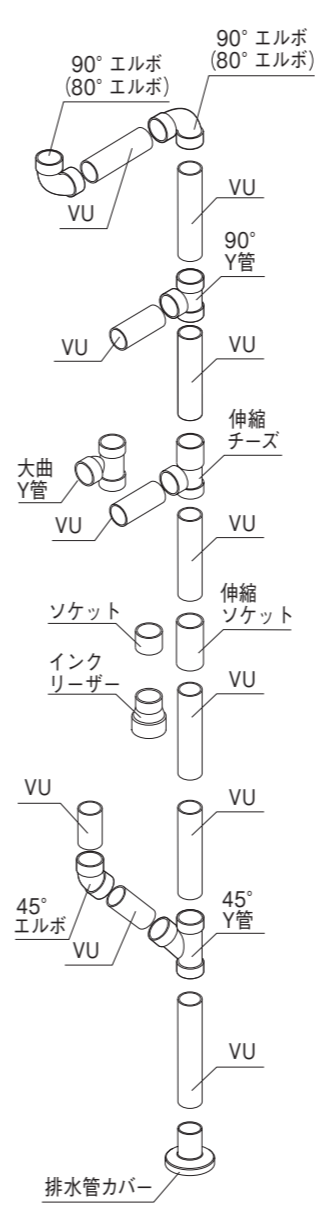 90° エルボ
(80° エルボ)
90° エルボ
(80° エルボ)
VU
VU
90°
Y管
VU
VU
伸縮
チーズ
大曲
Y管
VU
VU
ソケット
伸縮
ソケット
インク
リーザー
VU
VU
VU
45°
エルボ
VU
45°
Y管
VU
排水管カバー